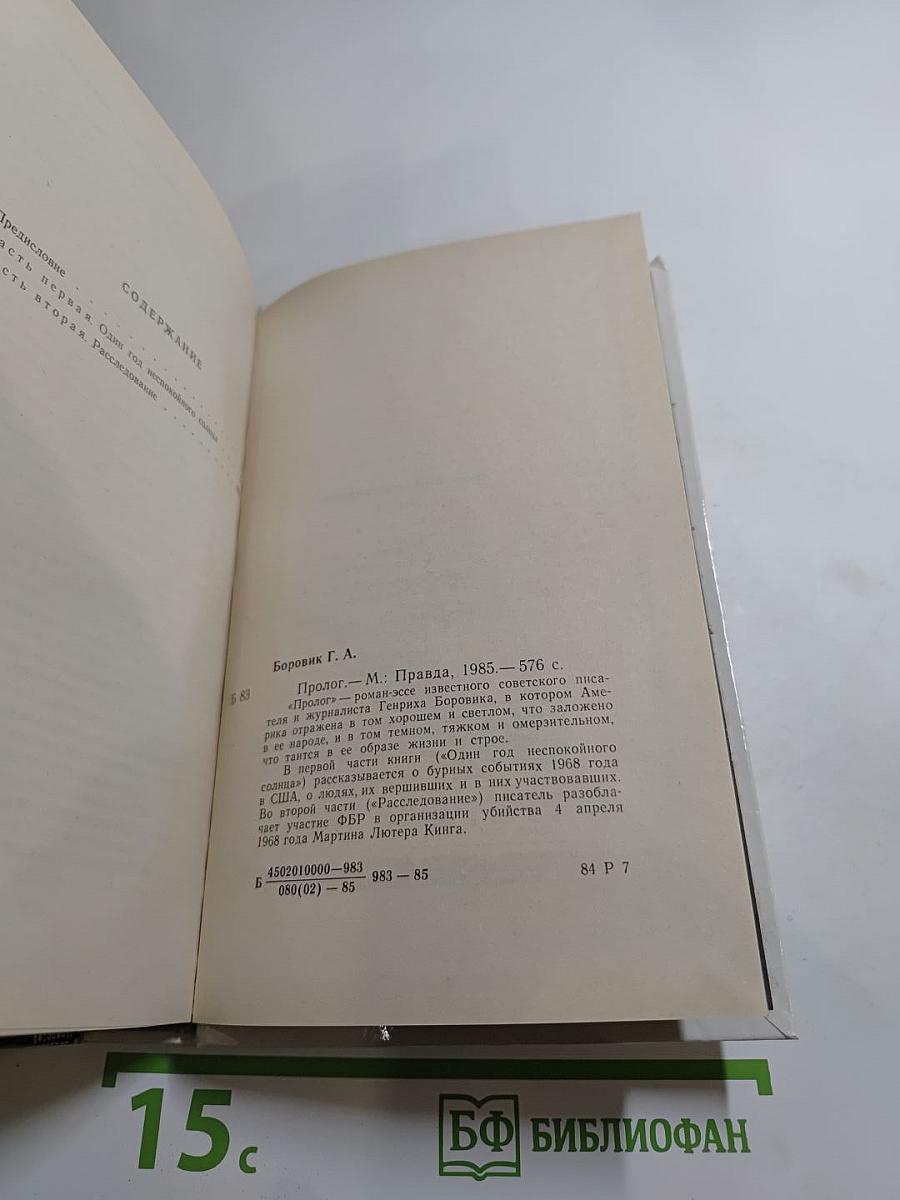 СОДЕРЖАНИЕ
Предисловие . . . . . .
асть первая. Один год неспокойного солнца
сть вторая. Расследование . . . . . .
Боровик Г. А.
Б 83
Пролог.— М.: Правда, 1985.— 576 с.
«Пролог» — роман-эссе известного советского писа-
теля и журналиста Генриха Боровика, в котором Аме-
рика отражена в том хорошем и светлом, что заложено
в ее народе, и в том темном, тяжком и омерзительном,
что таится в ее образе жизни и строе.
В первой части книги («Один год неспокойного
солнца») рассказывается о бурных событиях 1968 года
в США, о людях, их вершивших и в них участвовавших.
Во второй части («Расследование») писатель разобла-
чает участие ФБР в организации убийства 4 апреля
1968 года Мартина Лютера Кинга.
Б 4502010000—983
080(02) — 85
983 — 85
84 Р 7
15 с
БФ БИБЛИОФАН